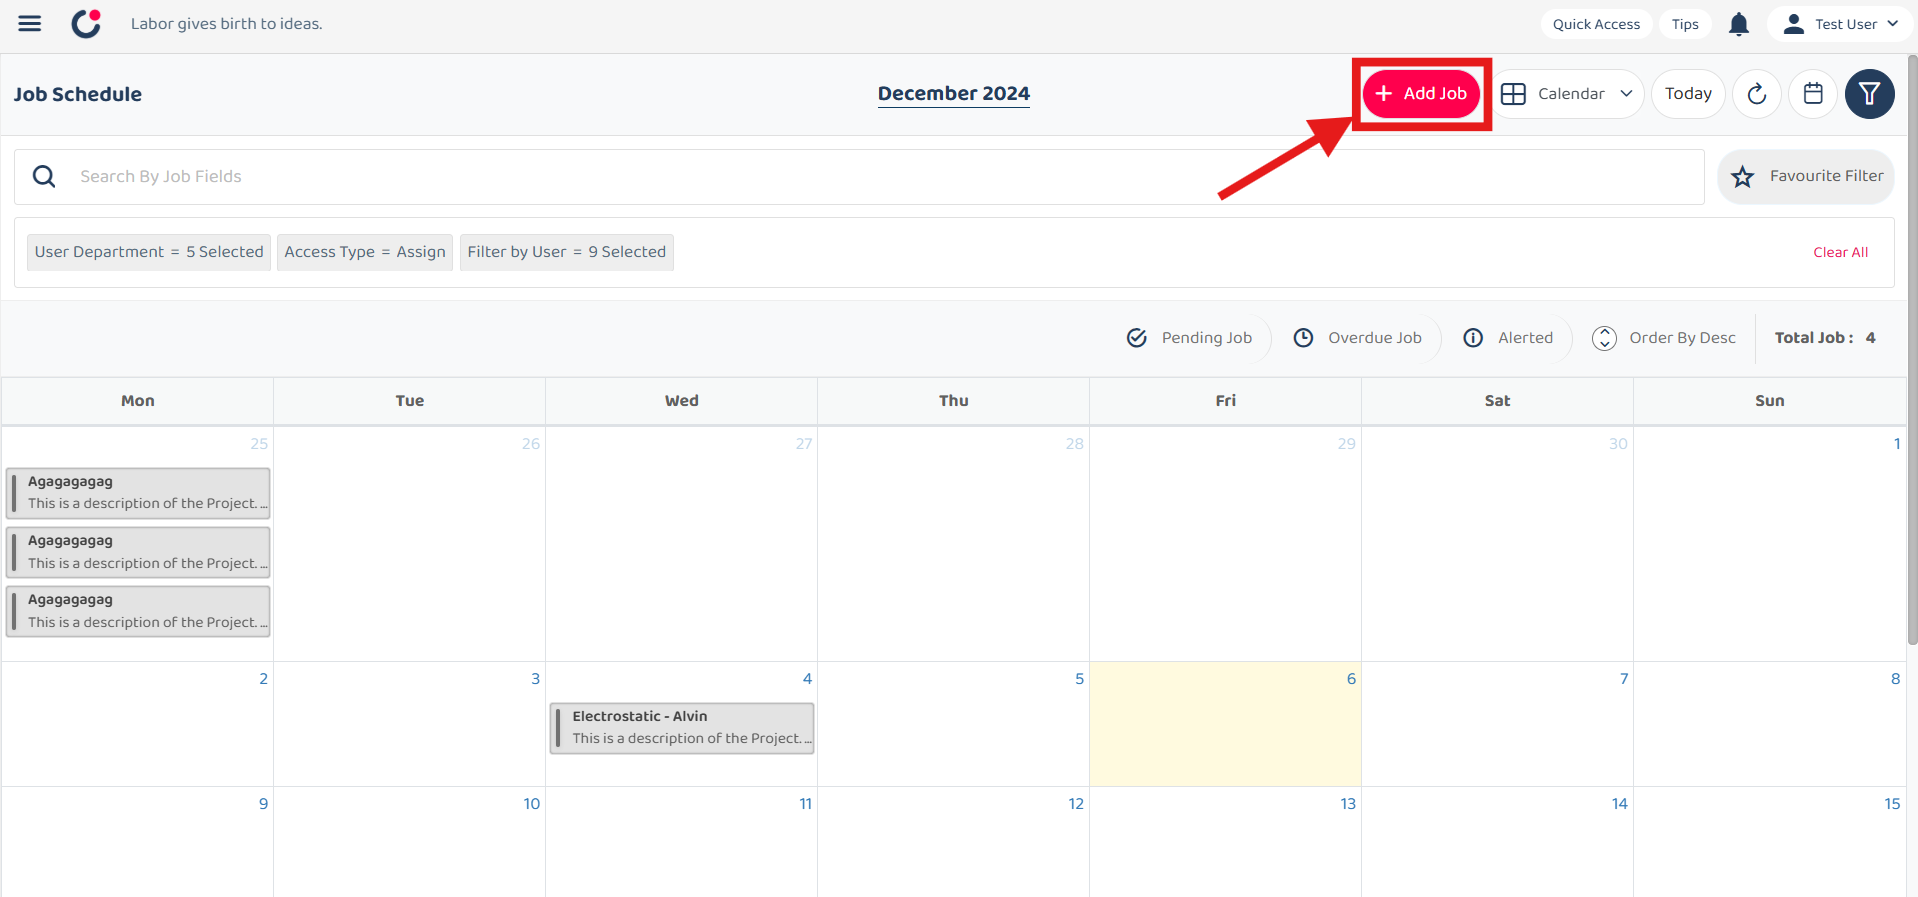 Labor gives birth to ideas.
Quick Access
Tips
Test User
Job Schedule
December 2024
Add Job
Calendar
Today
Search By Job Fields
Favourite Filter
User Department = 5 Selected
Access Type = Assign
Filter by User = 9 Selected
Clear All
Pending Job
Overdue Job
Alerted
Order By Desc
Total Job : 4
Mon Tue Wed Thu Fri Sat Sun
25 26 27 28 29 30 1
Agagagagag
This is a description of the Project. ...
Agagagagag
This is a description of the Project. ...
Agagagagag
This is a description of the Project. ...
2 3 4 5 6 7 8
Electrostatic - Alvin
This is a description of the Project. ...
9 10 11 12 13 14 15